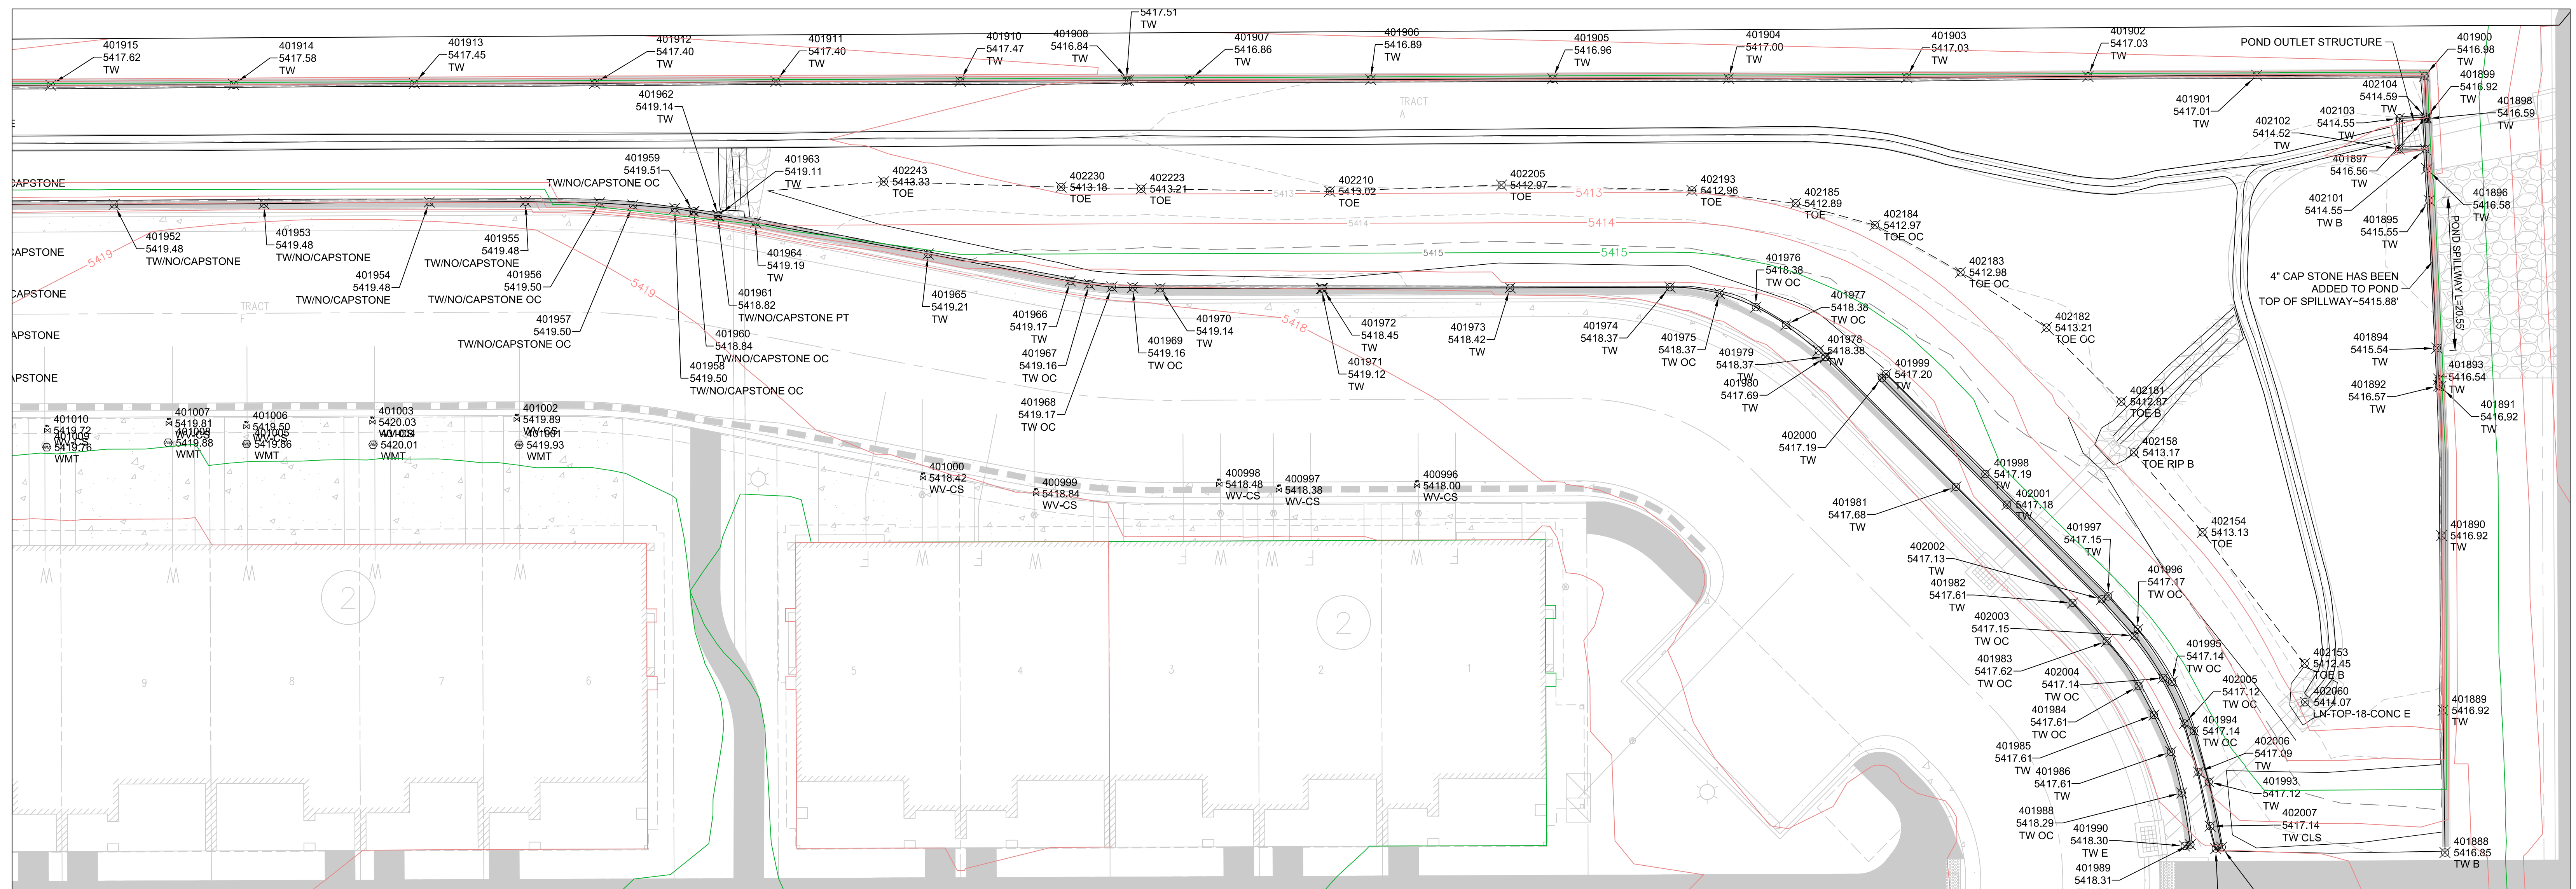 401915
5417.62
TW
401914
5417.58
TW
401913
5417.45
TW
401912
5417.40
TW
401911
5417.40
TW
401910
5417.47
TW
401908
5416.84
TW
5417.51
TW
401907
5416.86
TW
401906
5416.89
TW
401905
5416.96
TW
401904
5417.00
TW
401903
5417.03
TW
401902
5417.03
TW
POND OUTLET STRUCTURE
401900
5416.98
TW
401899
5416.92
TW
401898
5416.59
TW
401901
5417.01
TW
402104
5414.59
TW
402103
5414.55
TW
402102
5414.52
TW
401897
5416.56
TW
401896
5416.58
TW
402101
5414.55
TW B
401895
5415.55
TW
POND SPILLWAY L=20.55'
4" CAP STONE HAS BEEN
ADDED TO POND
TOP OF SPILLWAY~5415.88'
401894
5415.54
TW
401893
5416.54
TW
401892
5416.57
TW
401891
5416.92
TW
401890
5416.92
TW
401889
5416.92
TW
401888
5416.85
TW B
TRACT
A
401962
5419.14
TW
401959
5419.51
TW/NO/CAPSTONE OC
401963
5419.11
TW
402243
5413.33
TOE
402230
5413.18
TOE
402223
5413.21
TOE
5413
402210
5413.02
TOE
402205
5412.97
TOE
5413
402193
5412.96
TOE
402185
5412.89
TOE
402184
5412.97
TOE OC
402183
5412.98
TOE OC
402182
5413.21
TOE OC
402181
5412.87
TOE B
402158
5413.17
TOE RIP B
402154
5413.13
TOE
402153
5412.45
TOE B
402060
5414.07
LN-TOP-18-CONC E
5414
5414
5415
5415
CAPSTONE
CAPSTONE
CAPSTONE
APSTONE
APSTONE
5419
401952
5419.48
TW/NO/CAPSTONE
401953
5419.48
TW/NO/CAPSTONE
401954
5419.48
TW/NO/CAPSTONE
401955
5419.48
TW/NO/CAPSTONE
401956
5419.50
TW/NO/CAPSTONE OC
401957
5419.50
TW/NO/CAPSTONE OC
5419
401958
5419.50
TW/NO/CAPSTONE OC
401960
5418.84
TW/NO/CAPSTONE OC
401961
5418.82
TW/NO/CAPSTONE PT
401964
5419.19
TW
401965
5419.21
TW
401966
5419.17
TW
401967
5419.16
TW OC
401968
5419.17
TW OC
401969
5419.16
TW OC
401970
5419.14
TW
5418
401972
5418.45
TW
401971
5419.12
TW
401973
5418.42
TW
401974
5418.37
TW
401975
5418.37
TW OC
401976
5418.38
TW OC
401977
5418.38
TW OC
401978
5418.38
TW
401979
5418.37
TW
401980
5417.69
TW
401999
5417.20
TW
402000
5417.19
TW
401998
5417.19
TW
402001
5417.18
TW
401981
5417.68
TW
401997
5417.15
TW
402002
5417.13
TW
401996
5417.17
TW OC
401982
5417.61
TW
402003
5417.15
TW OC
401995
5417.14
TW OC
401983
5417.62
TW OC
402004
5417.14
TW OC
402005
5417.12
TW OC
401984
5417.61
TW OC
401994
5417.14
TW OC
401985
5417.61
TW
402006
5417.09
TW
401986
5417.61
TW
401993
5417.12
TW
401988
5418.29
TW OC
402007
5417.14
TW CLS
401990
5418.30
TW E
401989
5418.31
TRACT
F
401010
5419.72
WV-CS
401009
5419.76
WMT
401007
5419.81
WV-CS
401008
5419.88
WMT
401006
5419.50
WV-CS
401005
5419.86
WMT
401003
5420.03
WV-CS
401004
5420.01
WMT
401002
5419.89
WV-CS
401001
5419.93
WMT
401000
5418.42
WV-CS
400999
5418.84
WV-CS
400998
5418.48
WV-CS
400997
5418.38
WV-CS
400996
5418.00
WV-CS
W W W W W
W F W F W W F W F
2
2
9 8 7 6
5 4 3 2 1